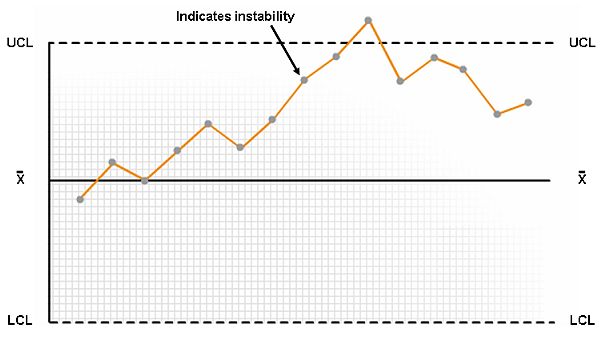 Indicates instability
UCL UCL
X̿ X̿
LCL LCL